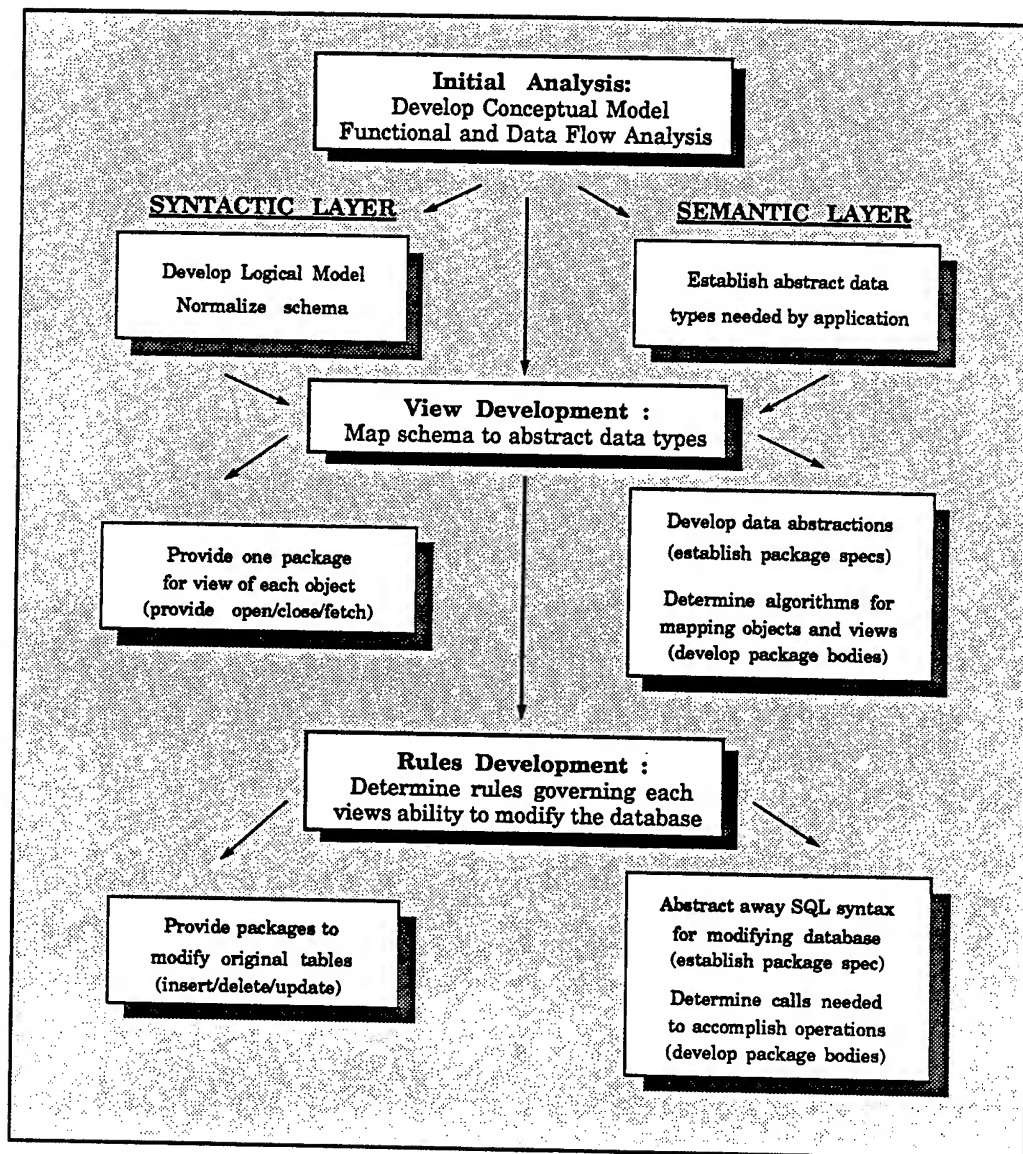 Initial Analysis:
Develop Conceptual Model
Functional and Data Flow Analysis
SYNTACTIC LAYER
Develop Logical Model
Normalize schema
SEMANTIC LAYER
Establish abstract data
types needed by application
View Development :
Map schema to abstract data types
Provide one package
for view of each object
(provide open/close/fetch)
Develop data abstractions
(establish package specs)
Determine algorithms for
mapping objects and views
(develop package bodies)
Rules Development :
Determine rules governing each
views ability to modify the database
Provide packages to
modify original tables
(insert/delete/update)
Abstract away SQL syntax
for modifying database
(establish package spec)
Determine calls needed
to accomplish operations
(develop package bodies)